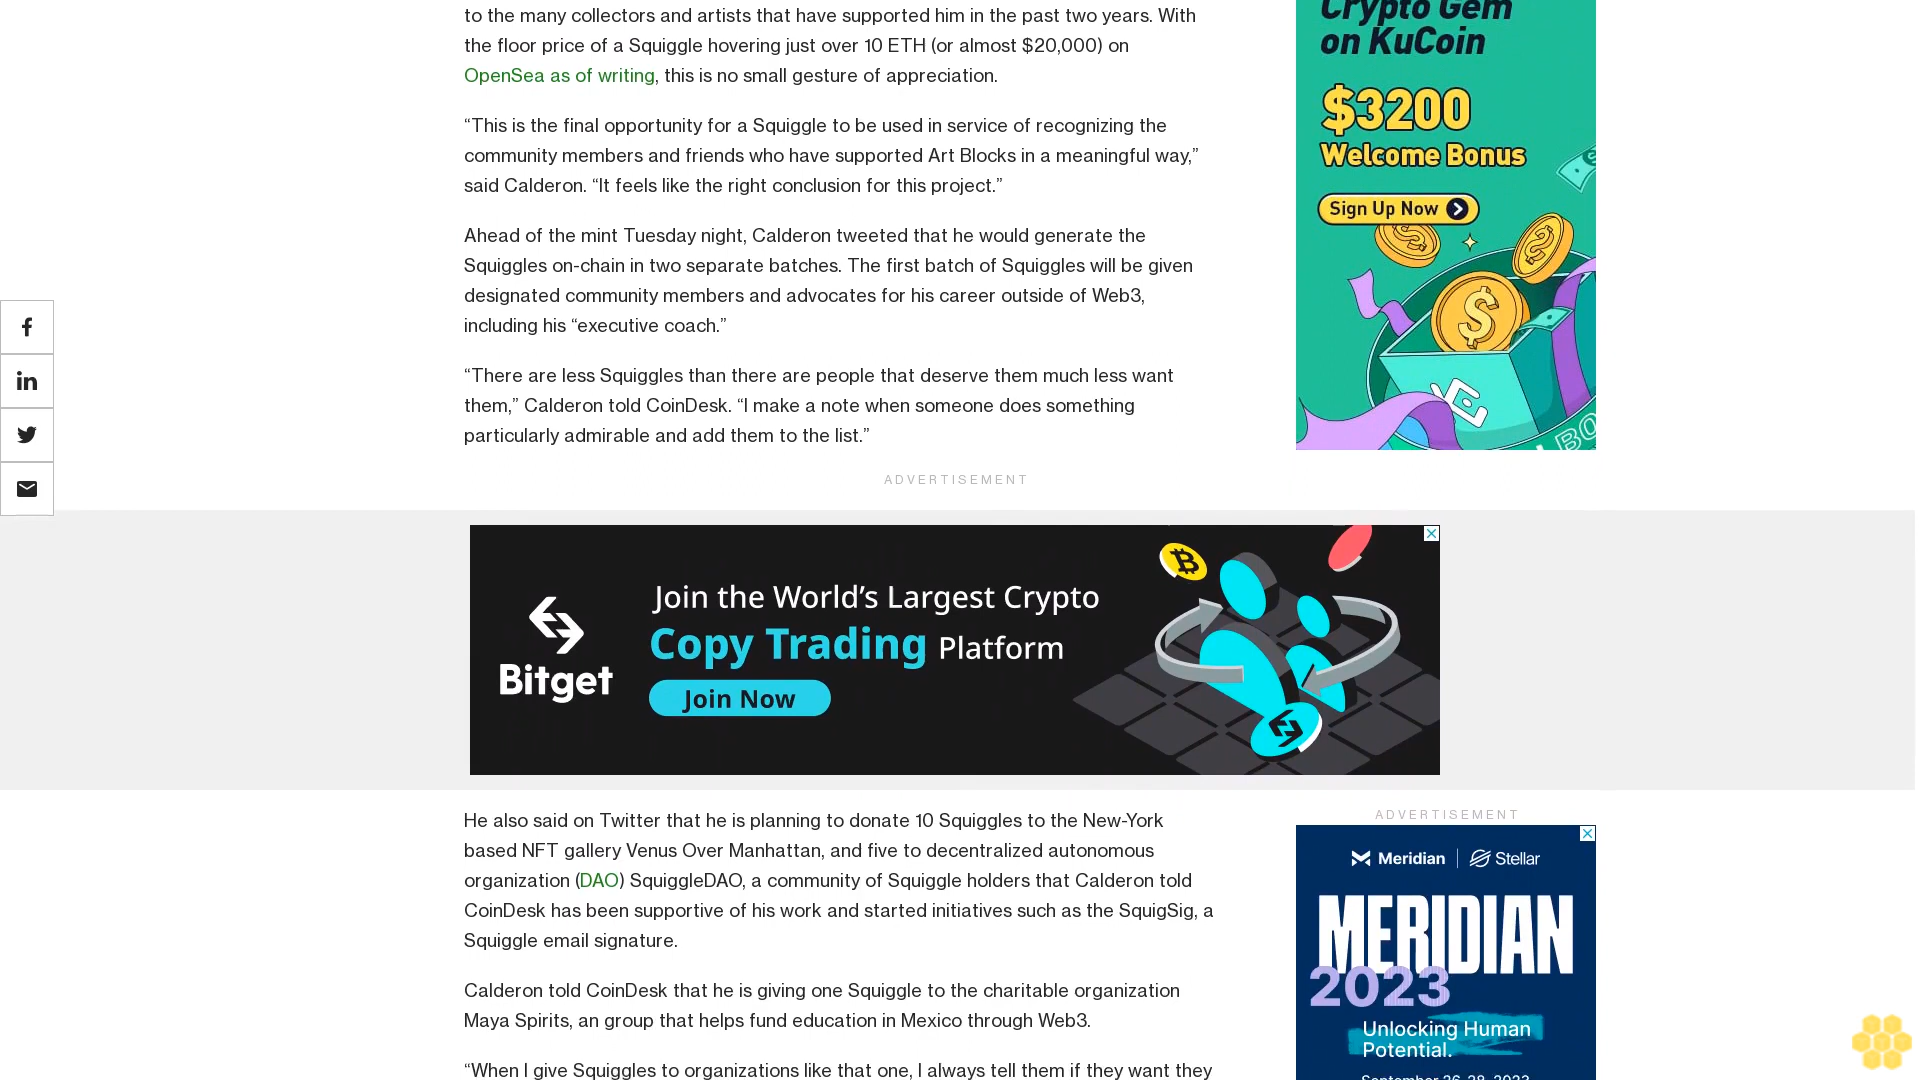 to the many collectors and artists that have supported him in the past two years. With
the floor price of a Squiggle hovering just over 10 ETH (or almost $20,000) on
OpenSea as of writing, this is no small gesture of appreciation.
“This is the final opportunity for a Squiggle to be used in service of recognizing the
community members and friends who have supported Art Blocks in a meaningful way,”
said Calderon. “It feels like the right conclusion for this project.”
Ahead of the mint Tuesday night, Calderon tweeted that he would generate the
Squiggles on-chain in two separate batches. The first batch of Squiggles will be given
designated community members and advocates for his career outside of Web3,
including his “executive coach.”
“There are less Squiggles than there are people that deserve them much less want
them,” Calderon told CoinDesk. “I make a note when someone does something
particularly admirable and add them to the list.”
Crypto Gem
on KuCoin
$3200
Welcome Bonus
Sign Up Now
ADVERTISEMENT
Bitget
Join the World’s Largest Crypto
Copy Trading Platform
Join Now
He also said on Twitter that he is planning to donate 10 Squiggles to the New-York
based NFT gallery Venus Over Manhattan, and five to decentralized autonomous
organization (DAO) SquiggleDAO, a community of Squiggle holders that Calderon told
CoinDesk has been supportive of his work and started initiatives such as the SquigSig, a
Squiggle email signature.
Calderon told CoinDesk that he is giving one Squiggle to the charitable organization
Maya Spirits, an group that helps fund education in Mexico through Web3.
“When I give Squiggles to organizations like that one, I always tell them if they want they
ADVERTISEMENT
Meridian | Stellar
MERIDIAN
2023
Unlocking Human
Potential.
September 26-28, 2023